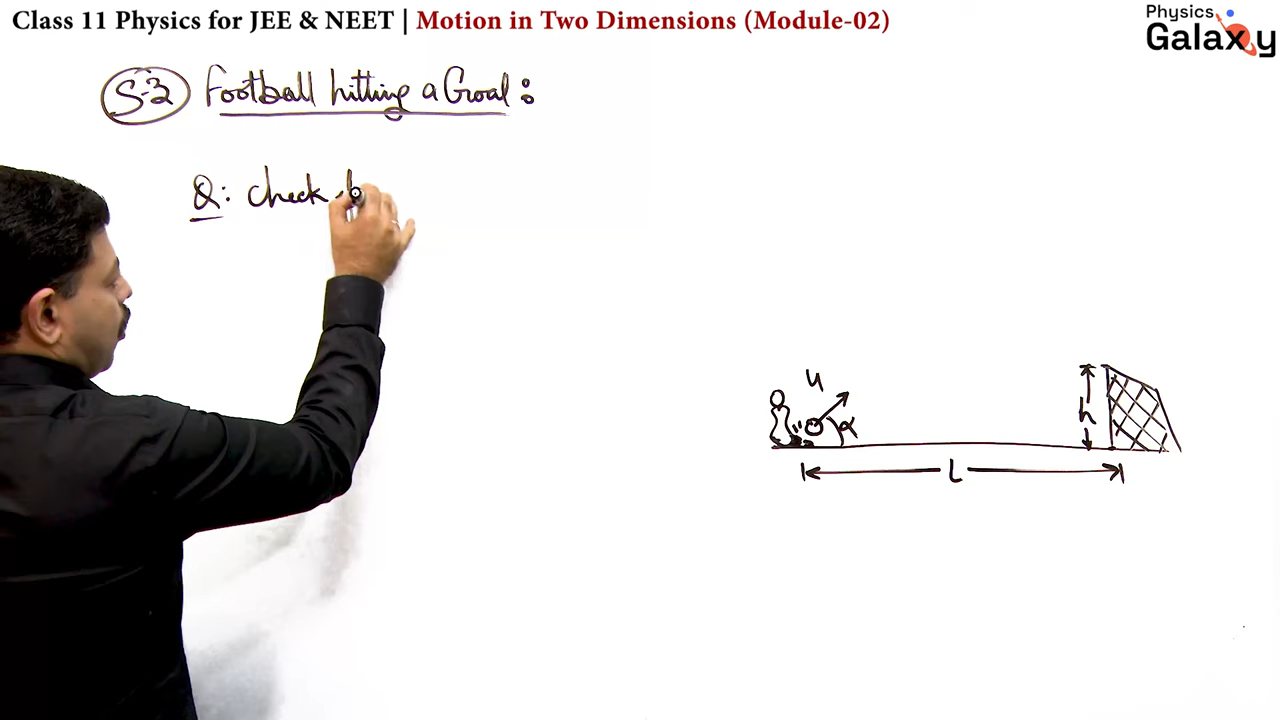 Class 11 Physics for JEE & NEET | Motion in Two Dimensions (Module-02)
Physics
Galaxy
S-3 Football hitting a Goal :
Q: Check
u
α
h
L